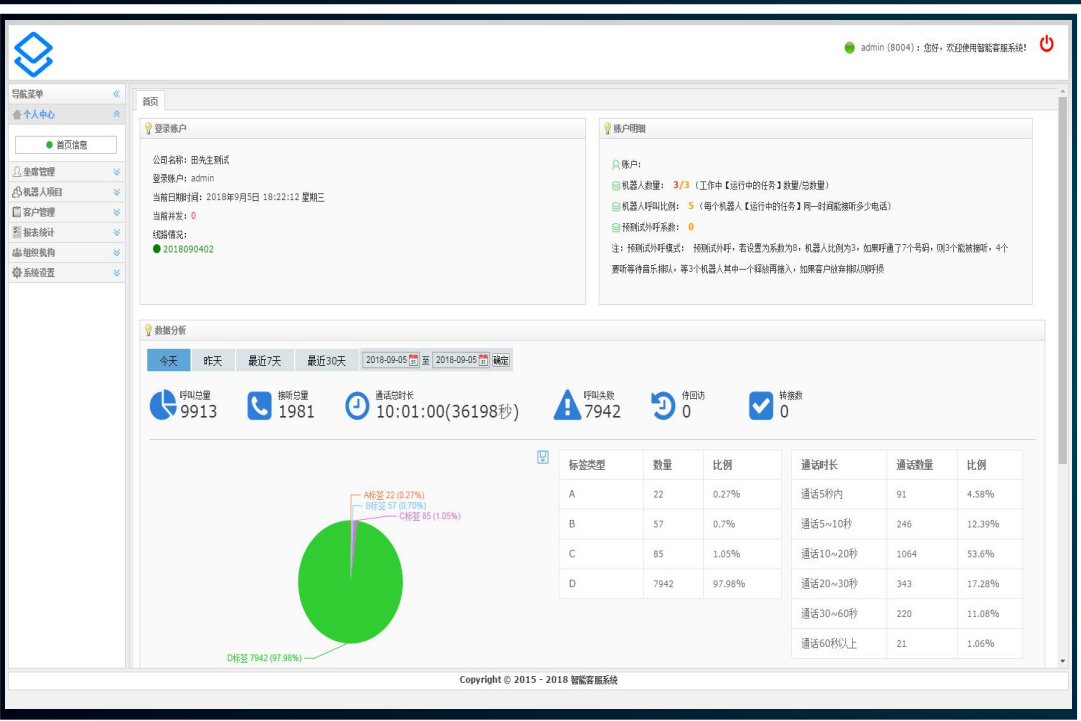 admin (8004)：您好，欢迎使用智能客服系统!
导航菜单
个人中心
首页信息
坐席管理
机器人项目
客户管理
报表统计
组织机构
系统设置
首页
登录账户
公司名称：田先生测试
登录账户：admin
当前日期时间：2018年9月5日 18:22:12 星期三
当前并发：0
线路情况：
2018090402
账户明细
账户：
机器人数量： 3/3 （工作中【运行中的任务】数量/总数量）
机器人呼叫比例： 5 （每个机器人【运行中的任务】同一时间能接听多少电话）
预测试外呼系数： 0
注：预测试外呼模式： 预测试外呼，若设置为系数为8，机器人比例为3，如果呼通了7个号码，则3个能被接听，4个
要听等待音乐排队，等3个机器人其中一个释放再接入，如果客户放弃排队则呼损
数据分析
今天 昨天 最近7天 最近30天 2018-09-05 至 2018-09-05 确定
呼叫总量 接听总量 通话总时长 呼叫失败 待回访 转接数
9913 1981 10:01:00(36198秒) 7942 0 0
A标签 22 (0.27%)
B标签 57 (0.70%)
C标签 85 (1.05%)
D标签 7942 (97.98%)
标签类型 数量 比例
A 22 0.27%
B 57 0.7%
C 85 1.05%
D 7942 97.98%
通话时长 通话数量 比例
通话5秒内 91 4.58%
通话5~10秒 246 12.39%
通话10~20秒 1064 53.6%
通话20~30秒 343 17.28%
通话30~60秒 220 11.08%
通话60秒以上 21 1.06%
Copyright © 2015 - 2018 智能客服系统